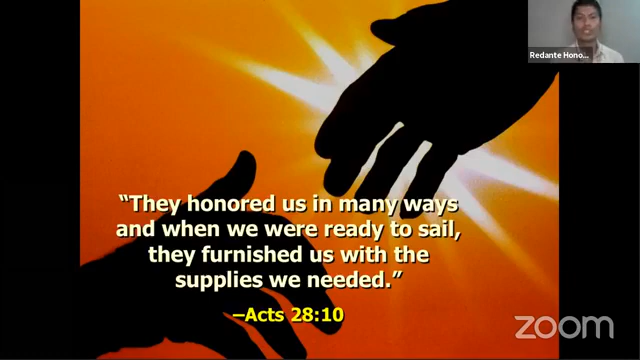 Redante Hono...
“They honored us in many ways
and when we were ready to sail,
they furnished us with the
supplies we needed.”
–Acts 28:10
zoom